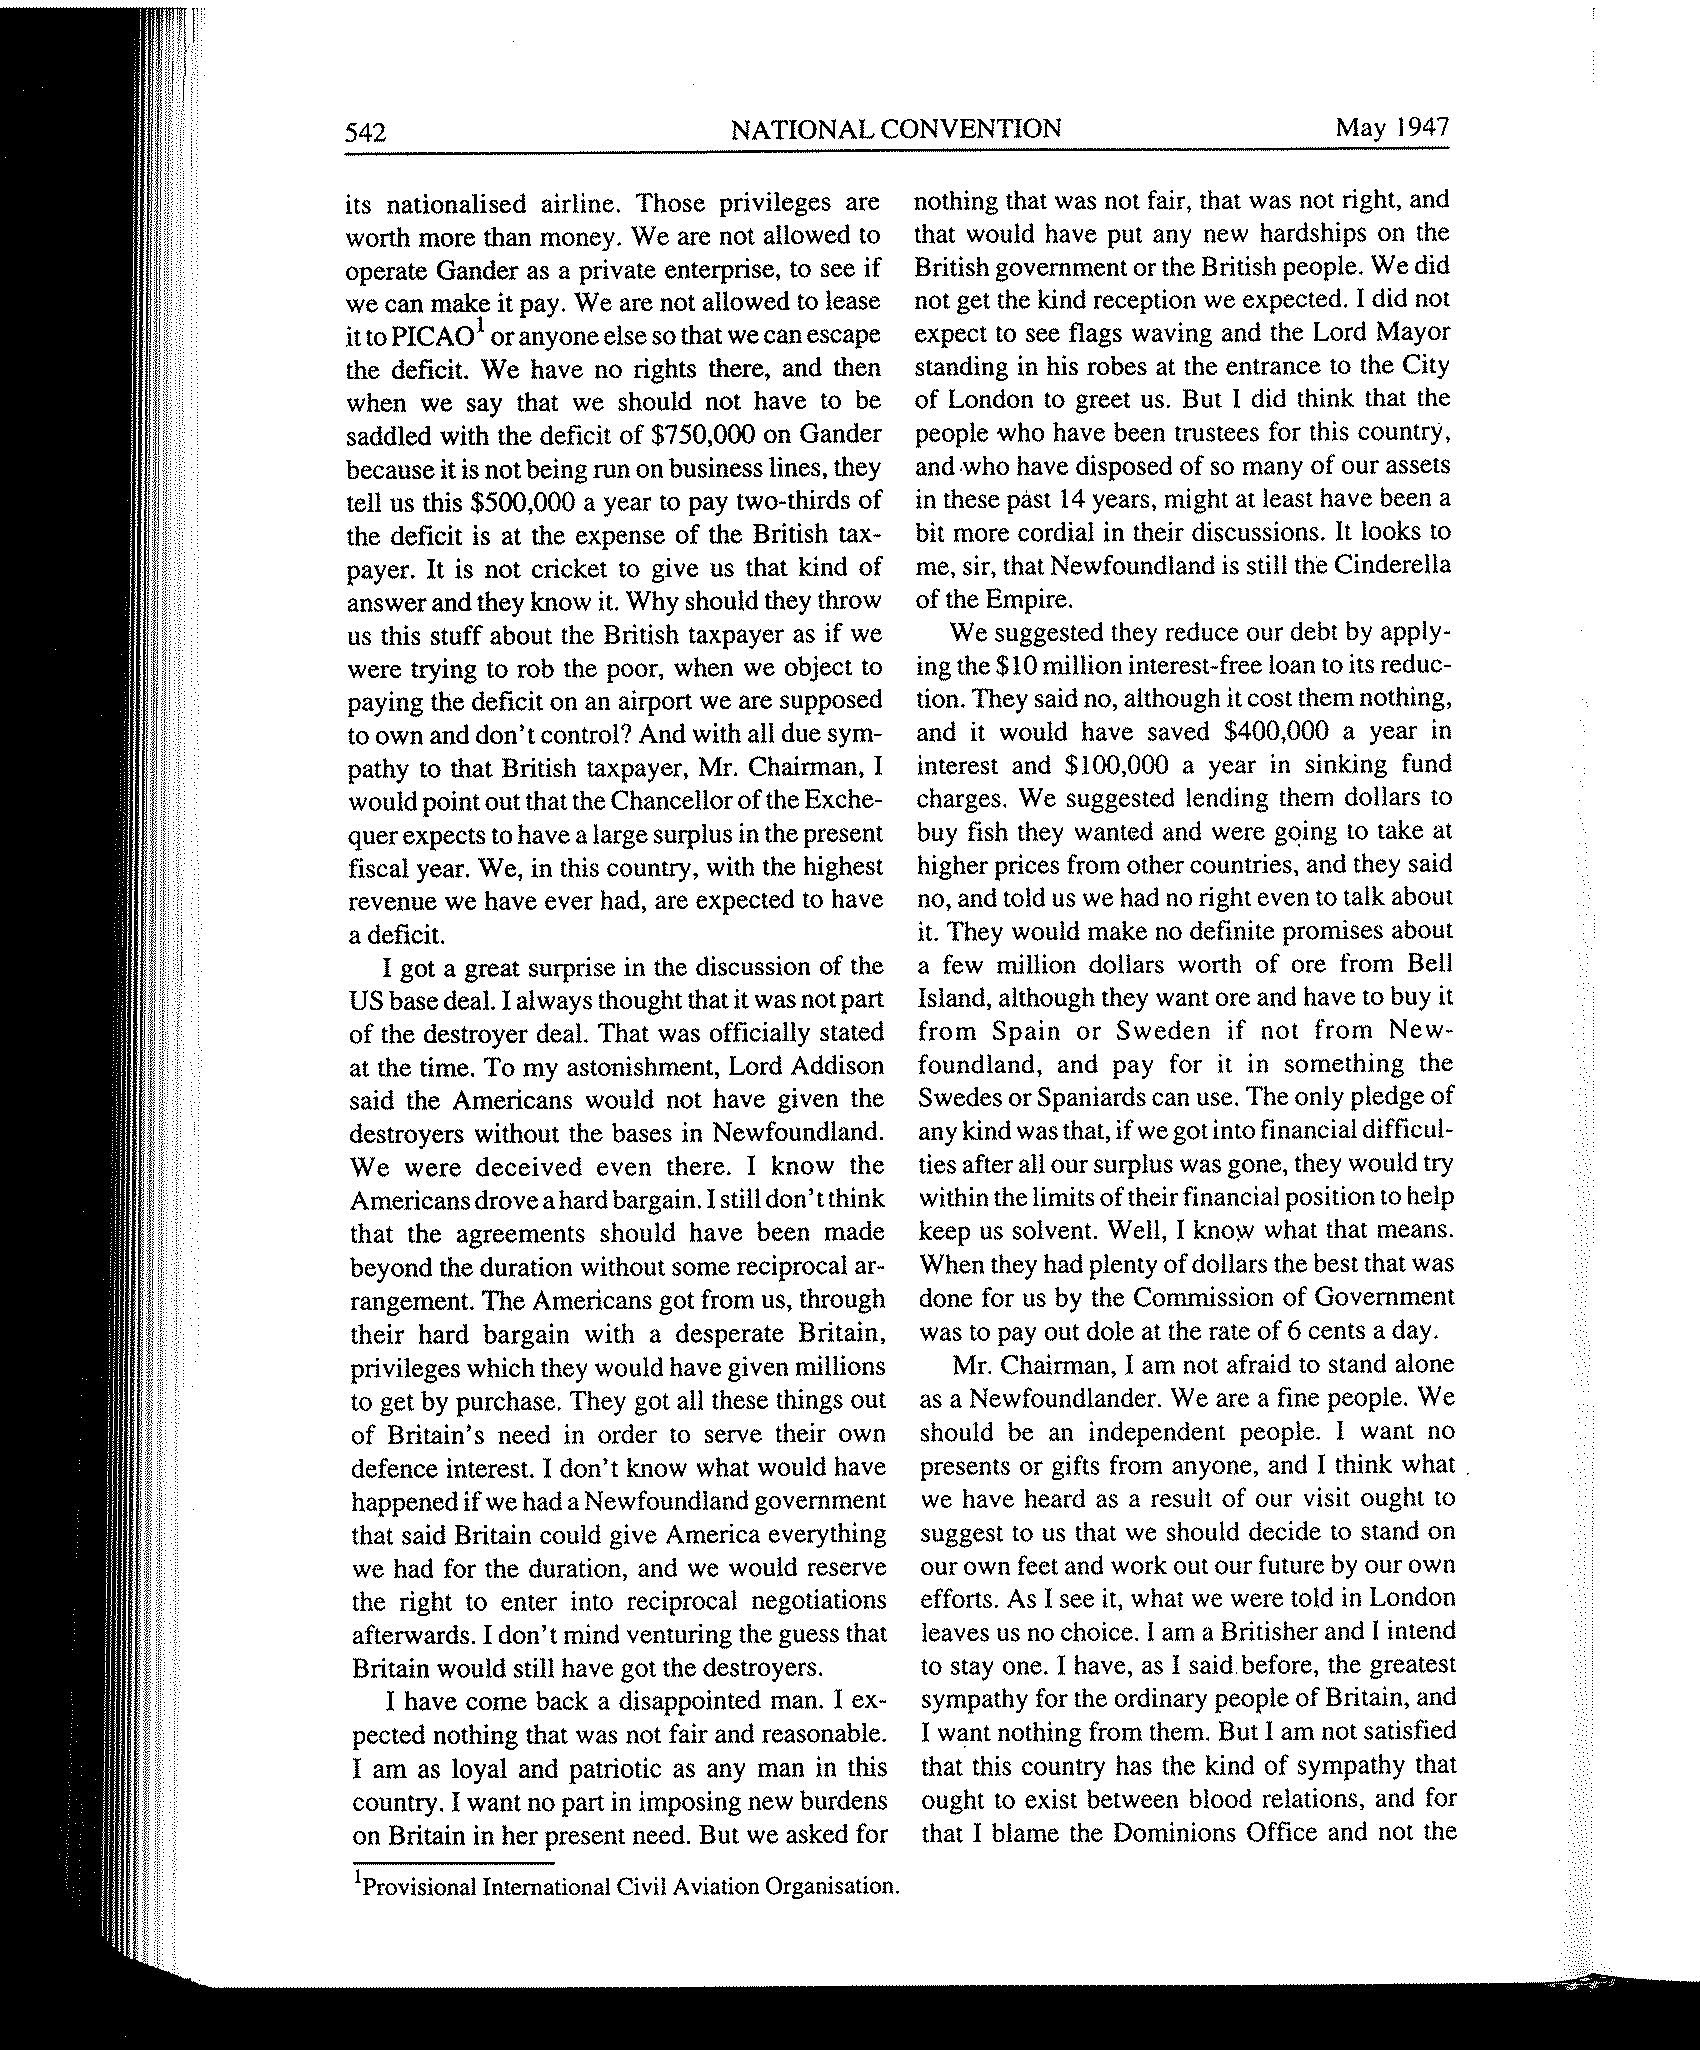 542 NATIONAL CONVENTION May 1947
its nationalised airline. Those privileges are
worth more than money. We are not allowed to
operate Gander as a private enterprise, to see if
we can make it pay. We are not allowed to lease
it to PICAO¹ or anyone else so that we can escape
the deficit. We have no rights there, and then
when we say that we should not have to be
saddled with the deficit of $750,000 on Gander
because it is not being run on business lines, they
tell us this $500,000 a year to pay two-thirds of
the deficit is at the expense of the British tax-
payer. It is not cricket to give us that kind of
answer and they know it. Why should they throw
us this stuff about the British taxpayer as if we
were trying to rob the poor, when we object to
paying the deficit on an airport we are supposed
to own and don't control? And with all due sym-
pathy to that British taxpayer, Mr. Chairman, I
would point out that the Chancellor of the Exche-
quer expects to have a large surplus in the present
fiscal year. We, in this country, with the highest
revenue we have ever had, are expected to have
a deficit.
I got a great surprise in the discussion of the
US base deal. I always thought that it was not part
of the destroyer deal. That was officially stated
at the time. To my astonishment, Lord Addison
said the Americans would not have given the
destroyers without the bases in Newfoundland.
We were deceived even there. I know the
Americans drove a hard bargain. I still don't think
that the agreements should have been made
beyond the duration without some reciprocal ar-
rangement. The Americans got from us, through
their hard bargain with a desperate Britain,
privileges which they would have given millions
to get by purchase. They got all these things out
of Britain's need in order to serve their own
defence interest. I don't know what would have
happened if we had a Newfoundland government
that said Britain could give America everything
we had for the duration, and we would reserve
the right to enter into reciprocal negotiations
afterwards. I don't mind venturing the guess that
Britain would still have got the destroyers.
I have come back a disappointed man. I ex-
pected nothing that was not fair and reasonable.
I am as loyal and patriotic as any man in this
country. I want no part in imposing new burdens
on Britain in her present need. But we asked for
nothing that was not fair, that was not right, and
that would have put any new hardships on the
British government or the British people. We did
not get the kind reception we expected. I did not
expect to see flags waving and the Lord Mayor
standing in his robes at the entrance to the City
of London to greet us. But I did think that the
people who have been trustees for this country,
and who have disposed of so many of our assets
in these past 14 years, might at least have been a
bit more cordial in their discussions. It looks to
me, sir, that Newfoundland is still the Cinderella
of the Empire.
We suggested they reduce our debt by apply-
ing the $10 million interest-free loan to its reduc-
tion. They said no, although it cost them nothing,
and it would have saved $400,000 a year in
interest and $100,000 a year in sinking fund
charges. We suggested lending them dollars to
buy fish they wanted and were going to take at
higher prices from other countries, and they said
no, and told us we had no right even to talk about
it. They would make no definite promises about
a few million dollars worth of ore from Bell
Island, although they want ore and have to buy it
from Spain or Sweden if not from New-
foundland, and pay for it in something the
Swedes or Spaniards can use. The only pledge of
any kind was that, if we got into financial difficul-
ties after all our surplus was gone, they would try
within the limits of their financial position to help
keep us solvent. Well, I know what that means.
When they had plenty of dollars the best that was
done for us by the Commission of Government
was to pay out dole at the rate of 6 cents a day.
Mr. Chairman, I am not afraid to stand alone
as a Newfoundlander. We are a fine people. We
should be an independent people. I want no
presents or gifts from anyone, and I think what
we have heard as a result of our visit ought to
suggest to us that we should decide to stand on
our own feet and work out our future by our own
efforts. As I see it, what we were told in London
leaves us no choice. I am a Britisher and I intend
to stay one. I have, as I said before, the greatest
sympathy for the ordinary people of Britain, and
I want nothing from them. But I am not satisfied
that this country has the kind of sympathy that
ought to exist between blood relations, and for
that I blame the Dominions Office and not the
¹Provisional International Civil Aviation Organisation.